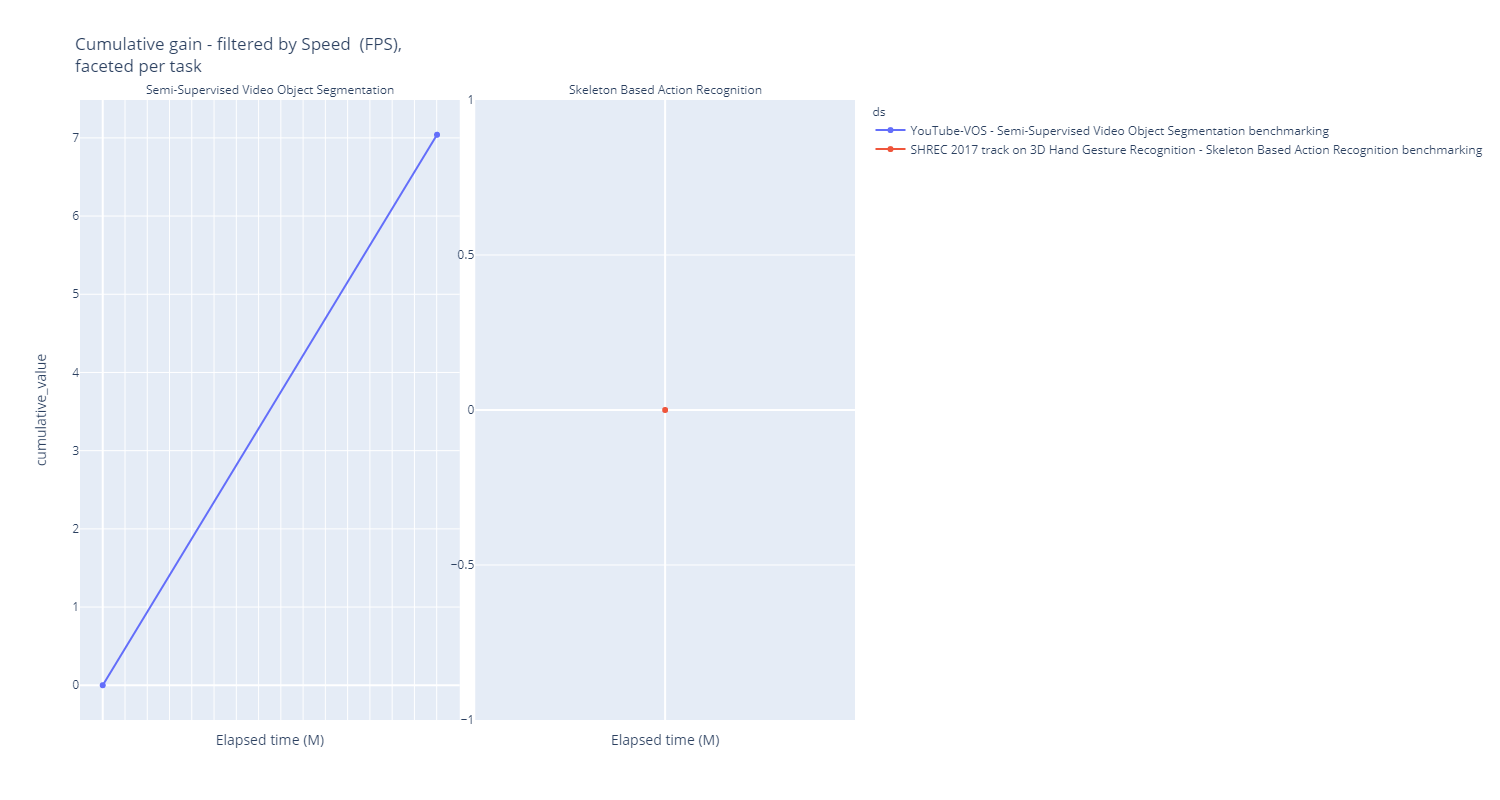 Cumulative gain - filtered by Speed  (FPS),
faceted per task
Semi-Supervised Video Object Segmentation
Skeleton Based Action Recognition
ds
YouTube-VOS - Semi-Supervised Video Object Segmentation benchmarking
SHREC 2017 track on 3D Hand Gesture Recognition - Skeleton Based Action Recognition benchmarking
cumulative_value
7
6
5
4
3
2
1
0
1
0.5
0
−0.5
−1
Elapsed time (M)
Elapsed time (M)